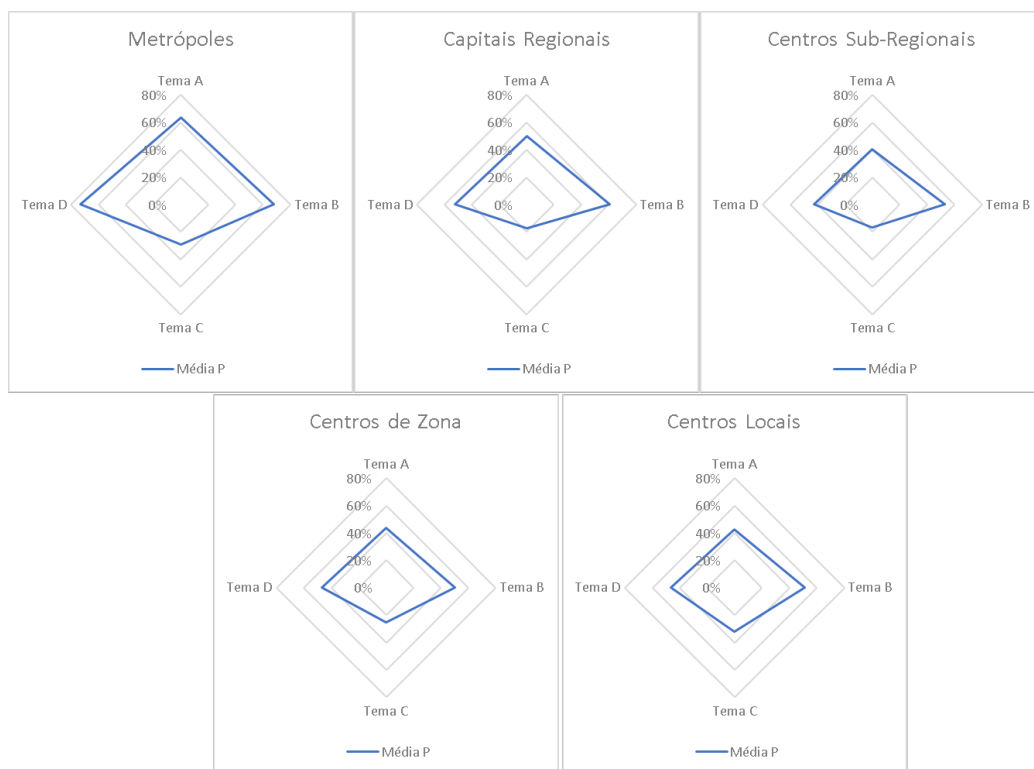 Metrópoles
Tema A
80%
60%
40%
20%
0%
Tema D
Tema B
Tema C
Média P
Capitais Regionais
Tema A
80%
60%
40%
20%
0%
Tema D
Tema B
Tema C
Média P
Centros Sub-Regionais
Tema A
80%
60%
40%
20%
0%
Tema D
Tema B
Tema C
Média P
Centros de Zona
Tema A
80%
60%
40%
20%
0%
Tema D
Tema B
Tema C
Média P
Centros Locais
Tema A
80%
60%
40%
20%
0%
Tema D
Tema B
Tema C
Média P